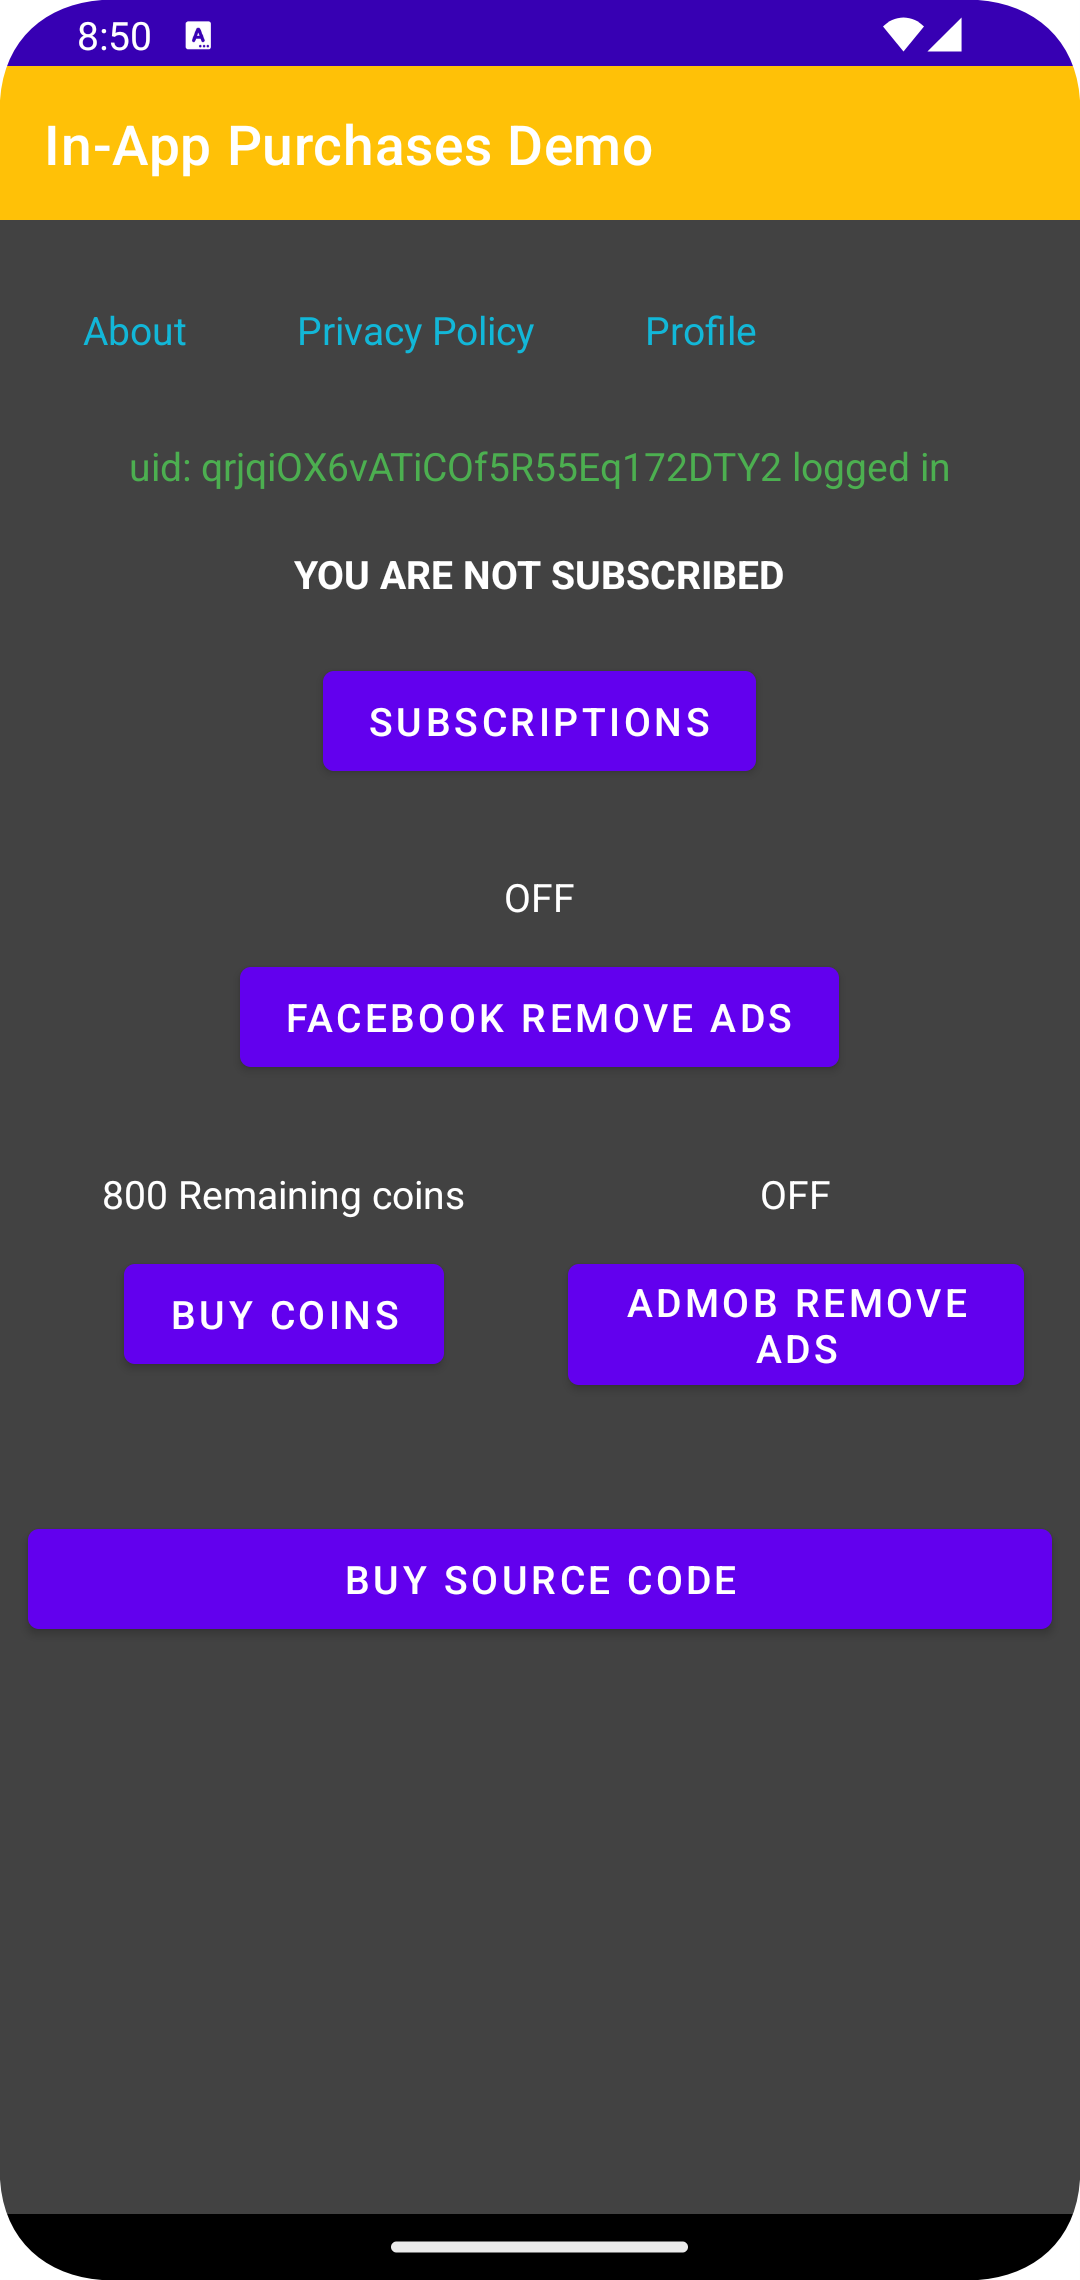 8:50
In-App Purchases Demo
About Privacy Policy Profile
uid: qrjqiOX6vATiCOf5R55Eq172DTY2 logged in
YOU ARE NOT SUBSCRIBED
SUBSCRIPTIONS
OFF
FACEBOOK REMOVE ADS
800 Remaining coins
OFF
BUY COINS
ADMOB REMOVE
ADS
BUY SOURCE CODE